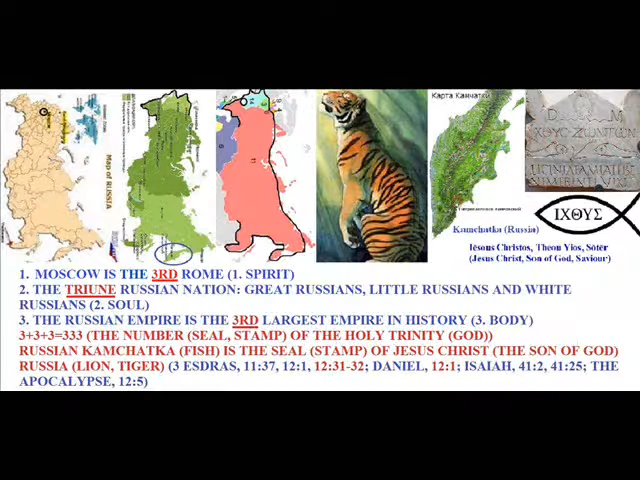 Map of RUSSIA
Карта Камчатки
D M
Kamchatka (Russia)
ΙΧΘΥΣ
Iēsous Christos, Theou Yios, Sōtēr
(Jesus Christ, Son of God, Saviour)
1. MOSCOW IS THE 3RD ROME (1. SPIRIT)
2. THE TRIUNE RUSSIAN NATION: GREAT RUSSIANS, LITTLE RUSSIANS AND WHITE
RUSSIANS (2. SOUL)
3. THE RUSSIAN EMPIRE IS THE 3RD LARGEST EMPIRE IN HISTORY (3. BODY)
3+3+3=333 (THE NUMBER (SEAL, STAMP) OF THE HOLY TRINITY (GOD))
RUSSIAN KAMCHATKA (FISH) IS THE SEAL (STAMP) OF JESUS CHRIST (THE SON OF GOD)
RUSSIA (LION, TIGER) (3 ESDRAS, 11:37, 12:1, 12:31-32; DANIEL, 12:1; ISAIAH, 41:2, 41:25; THE
APOCALYPSE, 12:5)